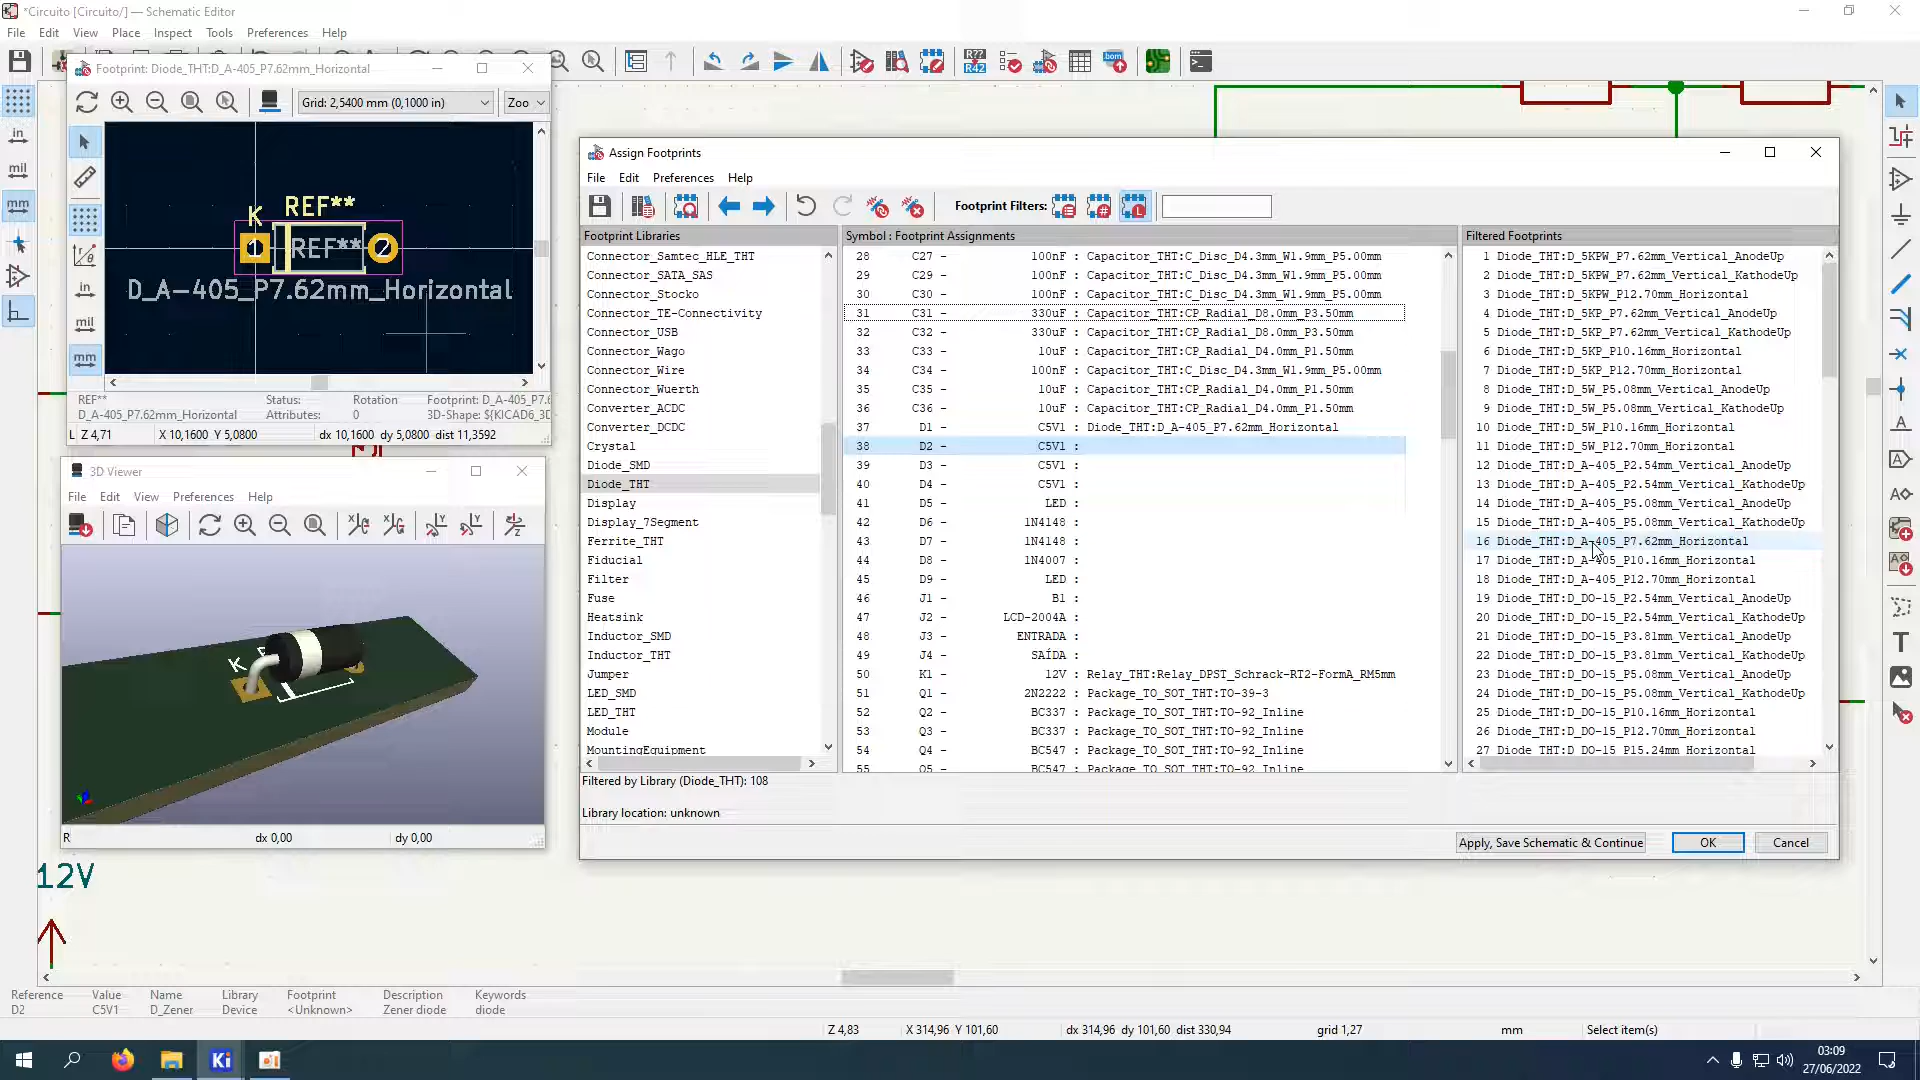 *Circuito [Circuito/] — Schematic Editor
File Edit View Place Inspect Tools Preferences Help
Footprint: Diode_THT:D_A-405_P7.62mm_Horizontal
Grid: 2,5400 mm (0,1000 in) Zoo
in
mil
mm
in
mil
mm
K REF**
1 REF** 2
D_A-405_P7.62mm_Horizontal
REF** Status: Rotation Footprint: D_A-405_P7.6
D_A-405_P7.62mm_Horizontal Attributes: 0 3D-Shape: ${KICAD6_3D
Z 4,71 X 10,1600 Y 5,0800 dx 10,1600 dy 5,0800 dist 11,3592 in
3D Viewer
File Edit View Preferences Help
K
R dx 0,00 dy 0,00
12V
Assign Footprints
File Edit Preferences Help
Footprint Filters:
Footprint Libraries
Connector_Samtec_HLE_THT
Connector_SATA_SAS
Connector_Stocko
Connector_TE-Connectivity
Connector_USB
Connector_Wago
Connector_Wire
Connector_Wuerth
Converter_ACDC
Converter_DCDC
Crystal
Diode_SMD
Diode_THT
Display
Display_7Segment
Ferrite_THT
Fiducial
Filter
Fuse
Heatsink
Inductor_SMD
Inductor_THT
Jumper
LED_SMD
LED_THT
Module
MountingEquipment
Symbol : Footprint Assignments
28 C27 - 100nF : Capacitor_THT:C_Disc_D4.3mm_W1.9mm_P5.00mm
29 C29 - 100nF : Capacitor_THT:C_Disc_D4.3mm_W1.9mm_P5.00mm
30 C30 - 100nF : Capacitor_THT:C_Disc_D4.3mm_W1.9mm_P5.00mm
31 C31 - 330uF : Capacitor_THT:CP_Radial_D8.0mm_P3.50mm
32 C32 - 330uF : Capacitor_THT:CP_Radial_D8.0mm_P3.50mm
33 C33 - 10uF : Capacitor_THT:CP_Radial_D4.0mm_P1.50mm
34 C34 - 100nF : Capacitor_THT:C_Disc_D4.3mm_W1.9mm_P5.00mm
35 C35 - 10uF : Capacitor_THT:CP_Radial_D4.0mm_P1.50mm
36 C36 - 10uF : Capacitor_THT:CP_Radial_D4.0mm_P1.50mm
37 D1 - C5V1 : Diode_THT:D_A-405_P7.62mm_Horizontal
38 D2 - C5V1 :
39 D3 - C5V1 :
40 D4 - C5V1 :
41 D5 - LED :
42 D6 - 1N4148 :
43 D7 - 1N4148 :
44 D8 - 1N4007 :
45 D9 - LED :
46 J1 - B1 :
47 J2 - LCD-2004A :
48 J3 - ENTRADA :
49 J4 - SAÍDA :
50 K1 - 12V : Relay_THT:Relay_DPST_Schrack-RT2-FormA_RM5mm
51 Q1 - 2N2222 : Package_TO_SOT_THT:TO-39-3
52 Q2 - BC337 : Package_TO_SOT_THT:TO-92_Inline
53 Q3 - BC337 : Package_TO_SOT_THT:TO-92_Inline
54 Q4 - BC547 : Package_TO_SOT_THT:TO-92_Inline
55 Q5 - BC547 : Package_TO_SOT_THT:TO-92_Inline
Filtered Footprints
1 Diode_THT:D_5KPW_P7.62mm_Vertical_AnodeUp
2 Diode_THT:D_5KPW_P7.62mm_Vertical_KathodeUp
3 Diode_THT:D_5KPW_P12.70mm_Horizontal
4 Diode_THT:D_5KP_P7.62mm_Vertical_AnodeUp
5 Diode_THT:D_5KP_P7.62mm_Vertical_KathodeUp
6 Diode_THT:D_5KP_P10.16mm_Horizontal
7 Diode_THT:D_5KP_P12.70mm_Horizontal
8 Diode_THT:D_5W_P5.08mm_Vertical_AnodeUp
9 Diode_THT:D_5W_P5.08mm_Vertical_KathodeUp
10 Diode_THT:D_5W_P10.16mm_Horizontal
11 Diode_THT:D_5W_P12.70mm_Horizontal
12 Diode_THT:D_A-405_P2.54mm_Vertical_AnodeUp
13 Diode_THT:D_A-405_P2.54mm_Vertical_KathodeUp
14 Diode_THT:D_A-405_P5.08mm_Vertical_AnodeUp
15 Diode_THT:D_A-405_P5.08mm_Vertical_KathodeUp
16 Diode_THT:D_A-405_P7.62mm_Horizontal
17 Diode_THT:D_A-405_P10.16mm_Horizontal
18 Diode_THT:D_A-405_P12.70mm_Horizontal
19 Diode_THT:D_DO-15_P2.54mm_Vertical_AnodeUp
20 Diode_THT:D_DO-15_P2.54mm_Vertical_KathodeUp
21 Diode_THT:D_DO-15_P3.81mm_Vertical_AnodeUp
22 Diode_THT:D_DO-15_P3.81mm_Vertical_KathodeUp
23 Diode_THT:D_DO-15_P5.08mm_Vertical_AnodeUp
24 Diode_THT:D_DO-15_P5.08mm_Vertical_KathodeUp
25 Diode_THT:D_DO-15_P10.16mm_Horizontal
26 Diode_THT:D_DO-15_P12.70mm_Horizontal
27 Diode_THT:D_DO-15_P15.24mm_Horizontal
Filtered by Library (Diode_THT): 108
Library location: unknown
Apply, Save Schematic & Continue OK Cancel
Reference Value Name Library Footprint Description Keywords
D2 C5V1 D_Zener Device <Unknown> Zener diode diode
Z 4,83 X 314,96 Y 101,60 dx 314,96 dy 101,60 dist 330,94 grid 1,27 mm Select item(s)
03:09
27/06/2022